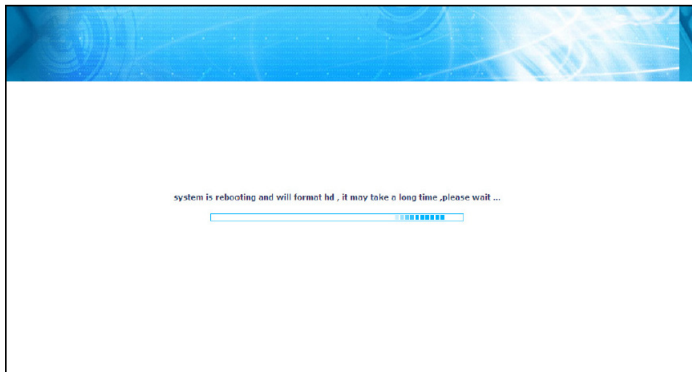 system is rebooting and will format hd , it may take a long time ,please wait ...